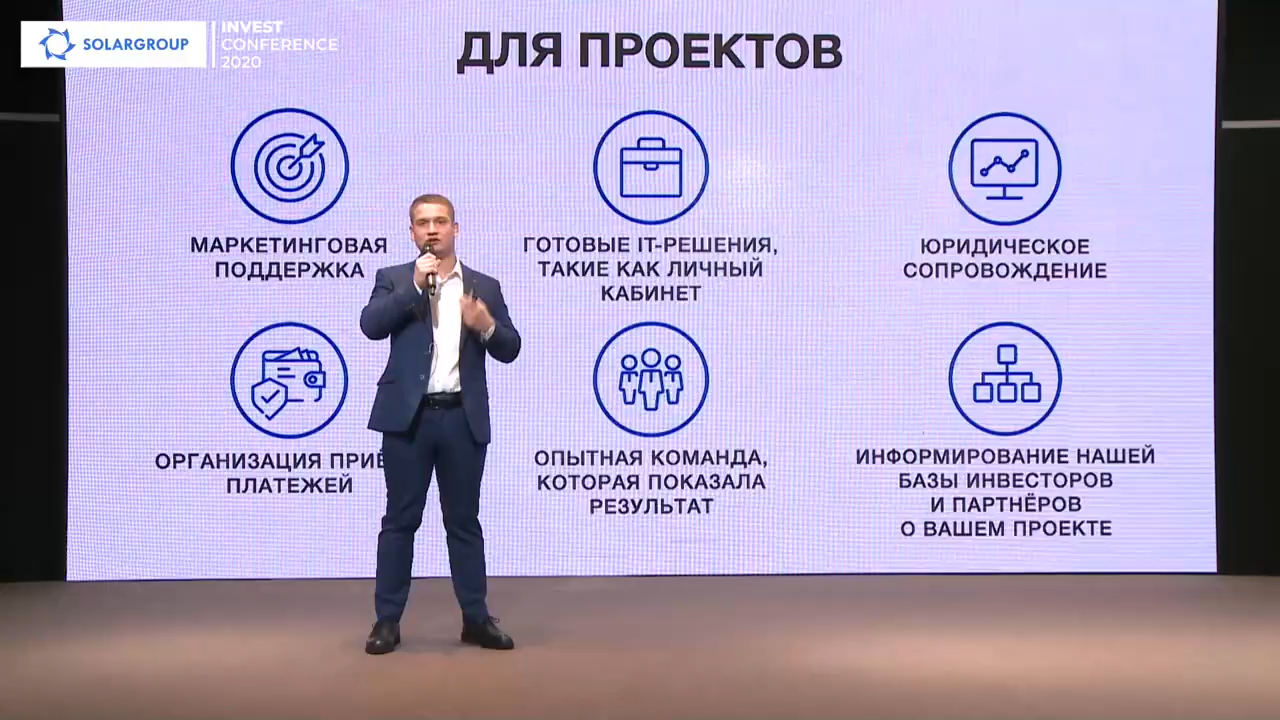 SOLARGROUP
INVEST
CONFERENCE
2020
ДЛЯ ПРОЕКТОВ
МАРКЕТИНГОВАЯ
ПОДДЕРЖКА
ГОТОВЫЕ IT-РЕШЕНИЯ,
ТАКИЕ КАК ЛИЧНЫЙ
КАБИНЕТ
ЮРИДИЧЕСКОЕ
СОПРОВОЖДЕНИЕ
ОРГАНИЗАЦИЯ
ПЛАТЕЖЕЙ
ОПЫТНАЯ КОМАНДА,
КОТОРАЯ ПОКАЗАЛА
РЕЗУЛЬТАТ
ИНФОРМИРОВАНИЕ НАШЕЙ
БАЗЫ ИНВЕСТОРОВ
И ПАРТНЁРОВ
О ВАШЕМ ПРОЕКТЕ